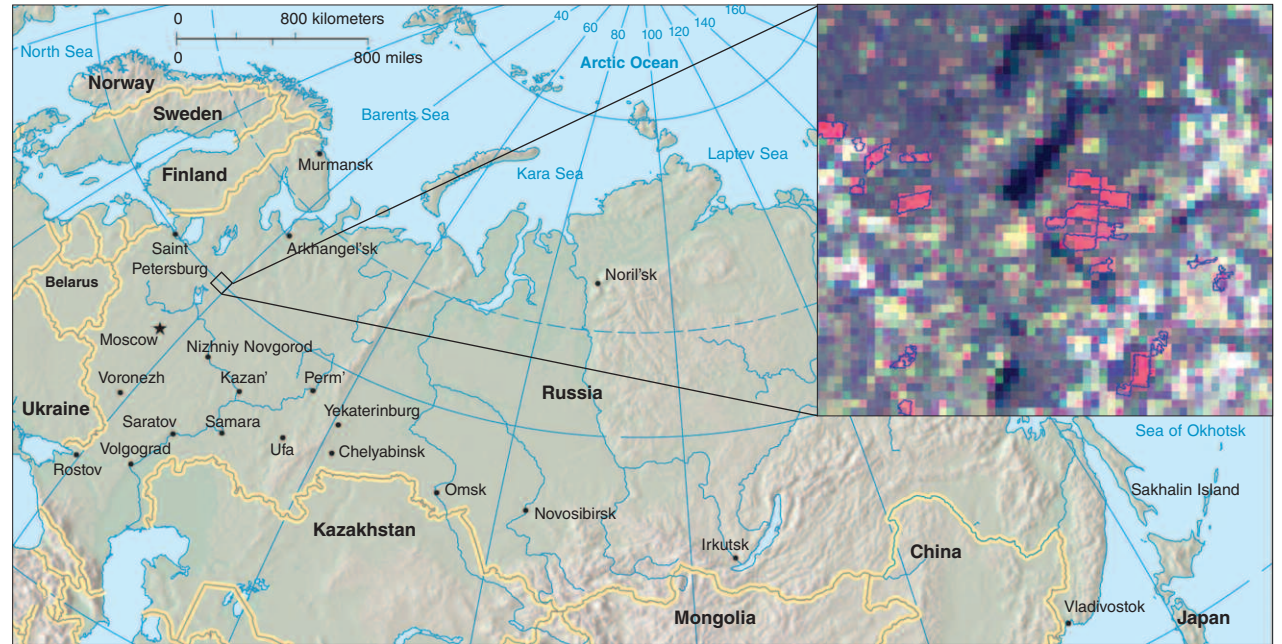 0 800 kilometers
0 800 miles
40
60
80
100
120
140
160
North Sea
Norway
Sweden
Finland
Barents Sea
Arctic Ocean
Kara Sea
Laptev Sea
Murmansk
Saint
Petersburg
Arkhangel'sk
Noril'sk
Belarus
Moscow
Nizhniy Novgorod
Voronezh
Kazan'
Perm'
Russia
Ukraine
Saratov
Samara
Yekaterinburg
Volgograd
Ufa
Chelyabinsk
Rostov
Omsk
Novosibirsk
Kazakhstan
Irkutsk
Mongolia
China
Sea of Okhotsk
Sakhalin Island
Vladivostok
Japan